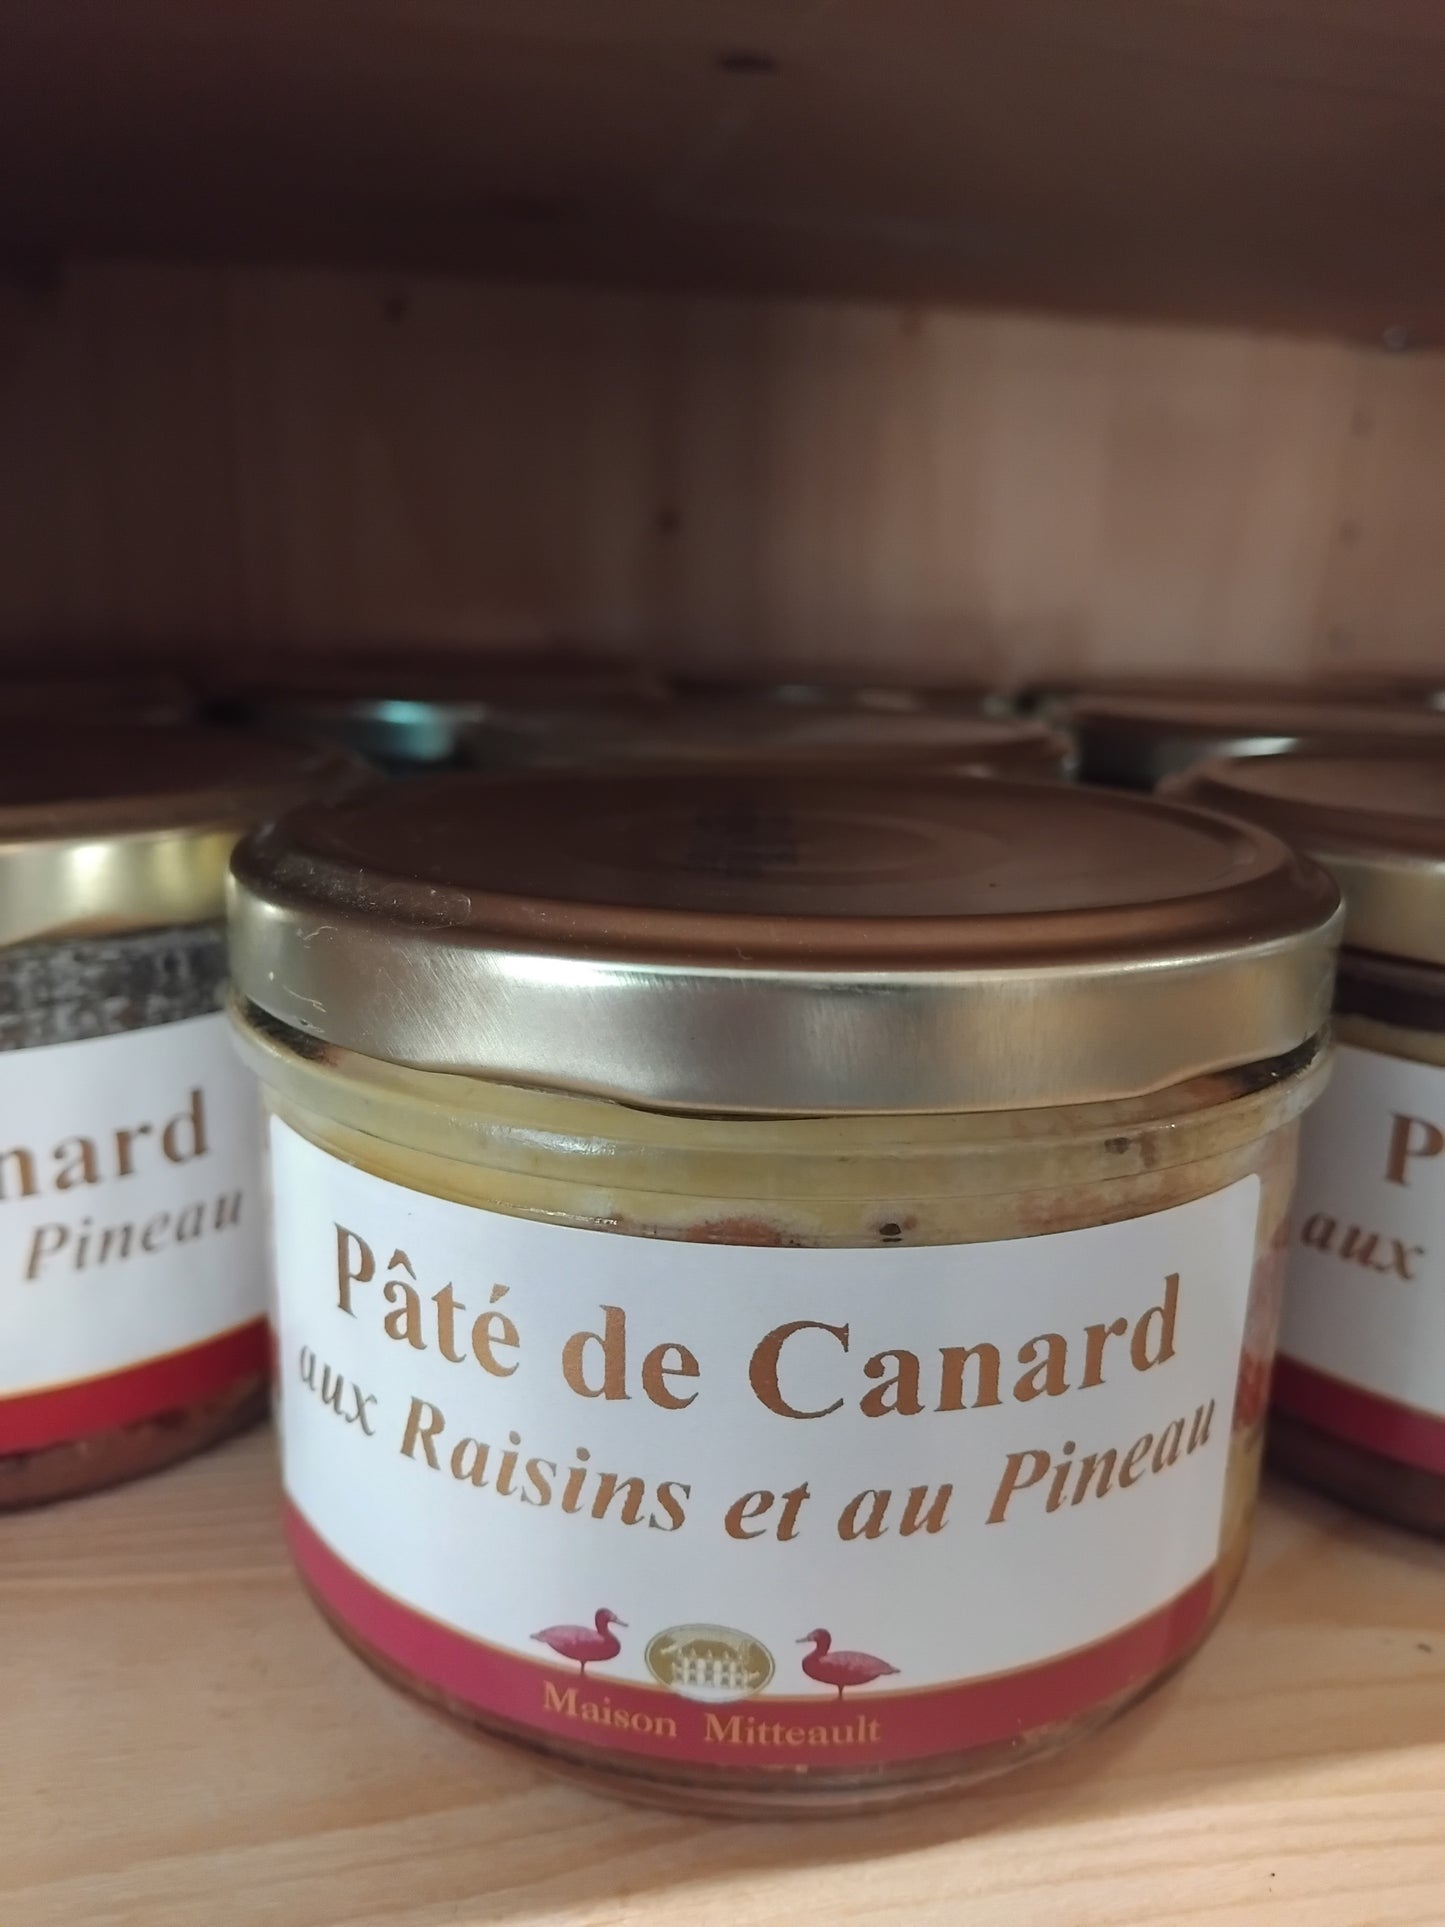 Pâté de Canard
aux Raisins et au Pineau
Maison Mitteault
nard
Pineau
P
aux